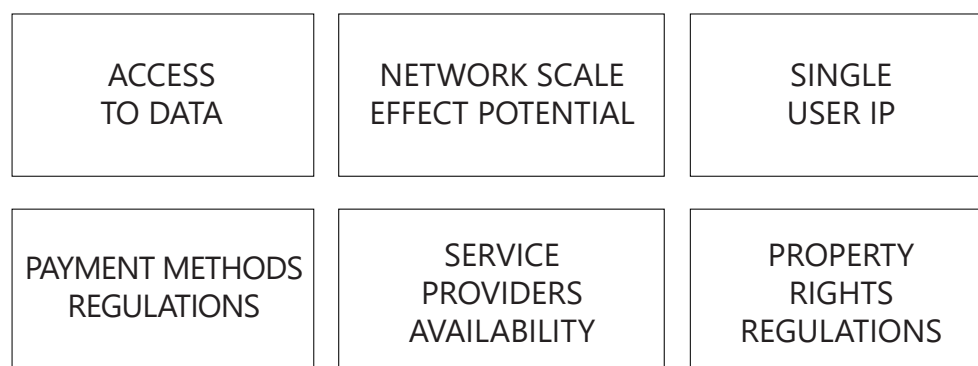 ACCESS
TO DATA
NETWORK SCALE
EFFECT POTENTIAL
SINGLE
USER IP
PAYMENT METHODS
REGULATIONS
SERVICE
PROVIDERS
AVAILABILITY
PROPERTY
RIGHTS
REGULATIONS